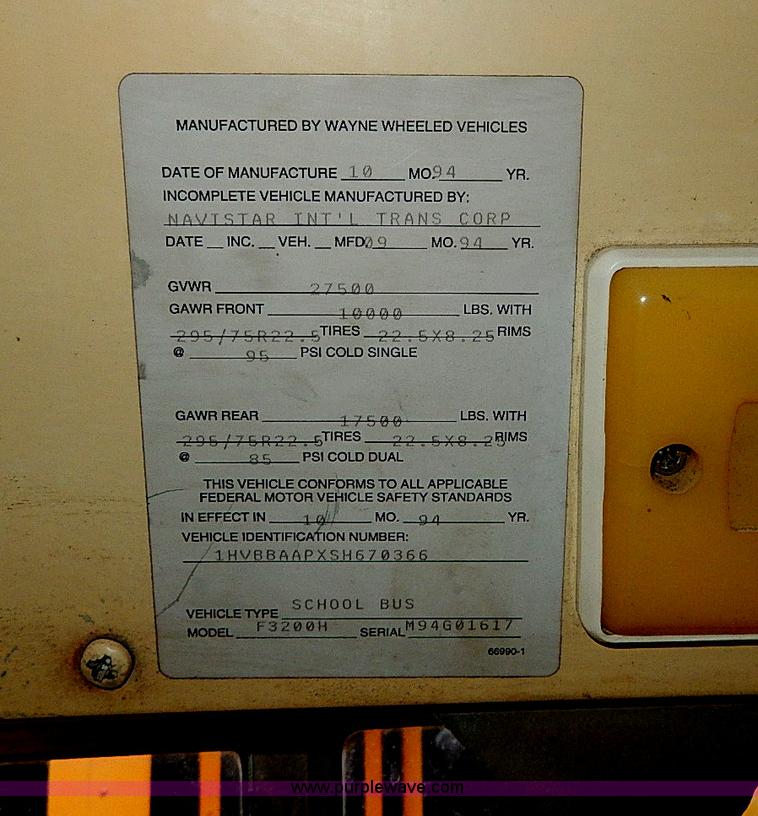 MANUFACTURED BY WAYNE WHEELED VEHICLES
DATE OF MANUFACTURE 10 MO. 94 YR.
INCOMPLETE VEHICLE MANUFACTURED BY:
NAVISTAR INT'L TRANS CORP
DATE __ INC. __ VEH. __ MFD. 09 MO. 94 YR.
GVWR 27500
GAWR FRONT 10000 LBS. WITH
295/75R22.5 TIRES 22.5X8.25 RIMS
@ 95 PSI COLD SINGLE
GAWR REAR 17500 LBS. WITH
295/75R22.5 TIRES 22.5X8.25 RIMS
@ 85 PSI COLD DUAL
THIS VEHICLE CONFORMS TO ALL APPLICABLE
FEDERAL MOTOR VEHICLE SAFETY STANDARDS
IN EFFECT IN 10 MO. 94 YR.
VEHICLE IDENTIFICATION NUMBER:
1HVBBAAPXSH670366
VEHICLE TYPE SCHOOL BUS
MODEL F3200H SERIAL M94G01617
66990-1
www.purplewave.com